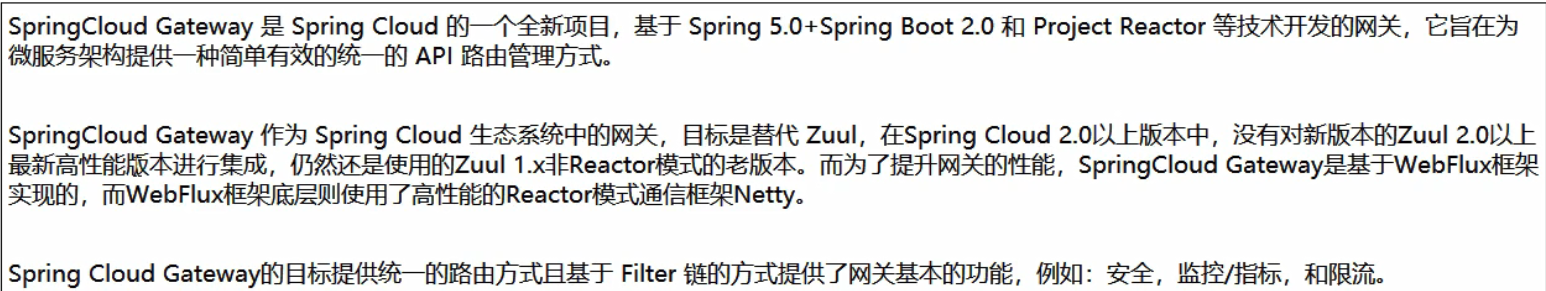 SpringCloud Gateway 是 Spring Cloud 的一个全新项目，基于 Spring 5.0+Spring Boot 2.0 和 Project Reactor 等技术开发的网关，它旨在为
微服务架构提供一种简单有效的统一的 API 路由管理方式。
SpringCloud Gateway 作为 Spring Cloud 生态系统中的网关，目标是替代 Zuul，在Spring Cloud 2.0以上版本中，没有对新版本的Zuul 2.0以上
最新高性能版本进行集成，仍然还是使用的Zuul 1.x非Reactor模式的老版本。而为了提升网关的性能，SpringCloud Gateway是基于WebFlux框架
实现的，而WebFlux框架底层则使用了高性能的Reactor模式通信框架Netty。
Spring Cloud Gateway的目标提供统一的路由方式且基于 Filter 链的方式提供了网关基本的功能，例如：安全，监控/指标，和限流。